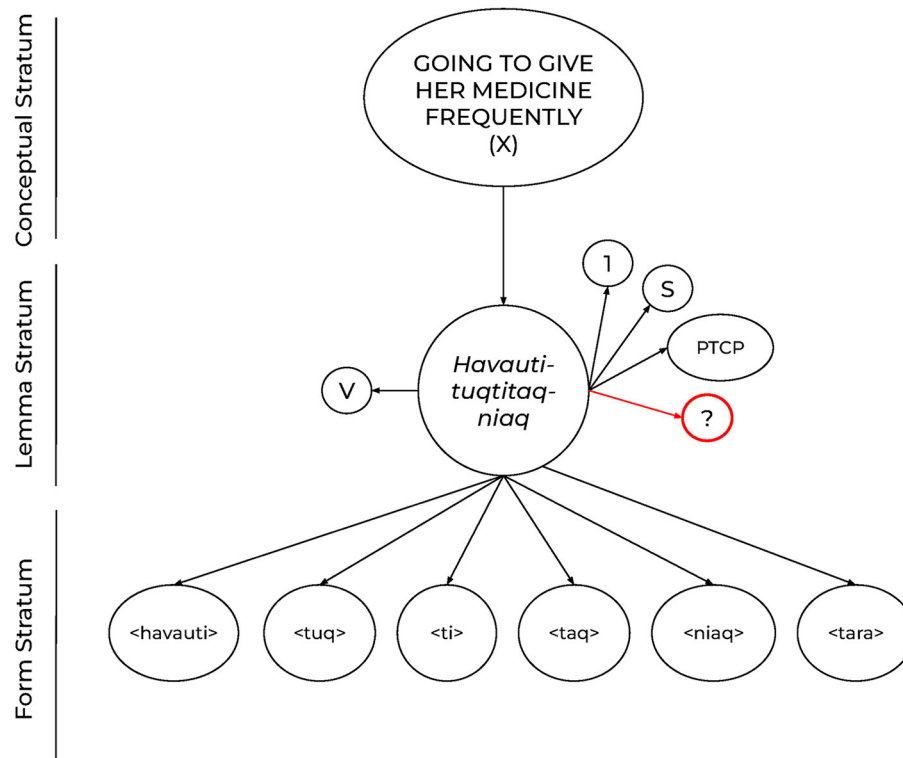 Conceptual Stratum
GOING TO GIVE
HER MEDICINE
FREQUENTLY
(X)
Lemma Stratum
1
S
PTCP
?
V
Havauti-
tuqtitaq-
niaq
Form Stratum
<havauti>
<tuq>
<ti>
<taq>
<niaq>
<tara>